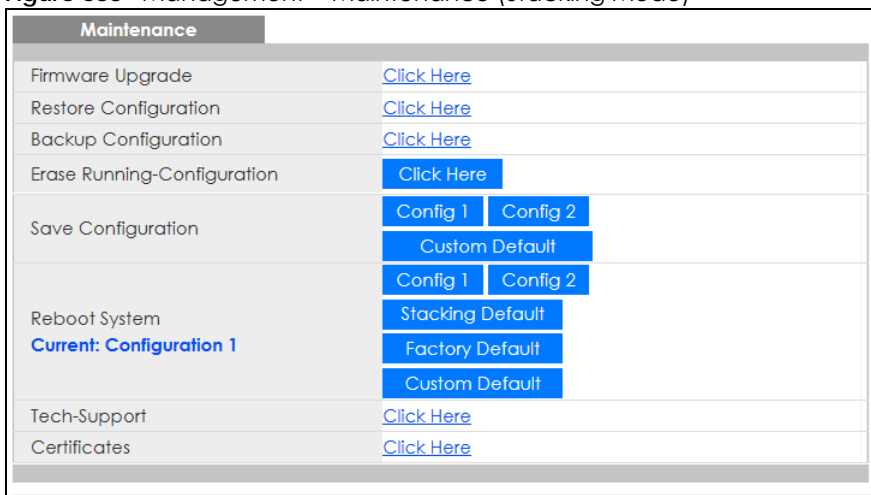 Maintenance
Firmware Upgrade Click Here
Restore Configuration Click Here
Backup Configuration Click Here
Erase Running-Configuration Click Here
Save Configuration
Config 1 Config 2
Custom Default
Reboot System
Current: Configuration 1
Config 1 Config 2
Stacking Default
Factory Default
Custom Default
Tech-Support Click Here
Certificates Click Here